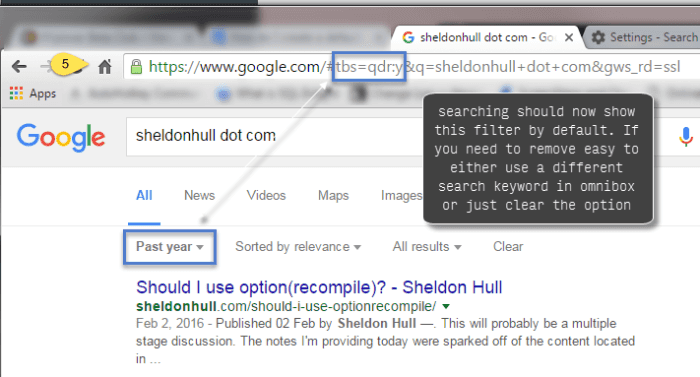 sheldonhull dot com - Go
Settings - Search
5
https://www.google.com/#tbs=qdr:y&q=sheldonhull+dot+com&gws_rd=ssl
Apps
searching should now show
this filter by default. If
you need to remove easy to
either use a different
search keyword in omnibox
or just clear the option
Google sheldonhull dot com
All News Videos Maps Images
Past year Sorted by relevance All results Clear
Should I use option(recompile)? - Sheldon Hull
sheldonhull.com/should-i-use-optionrecompile/
Feb 2, 2016 - Published 02 Feb by Sheldon Hull —. This will probably be a multiple
stage discussion. The notes I'm providing today were sparked off of the content located
in ...